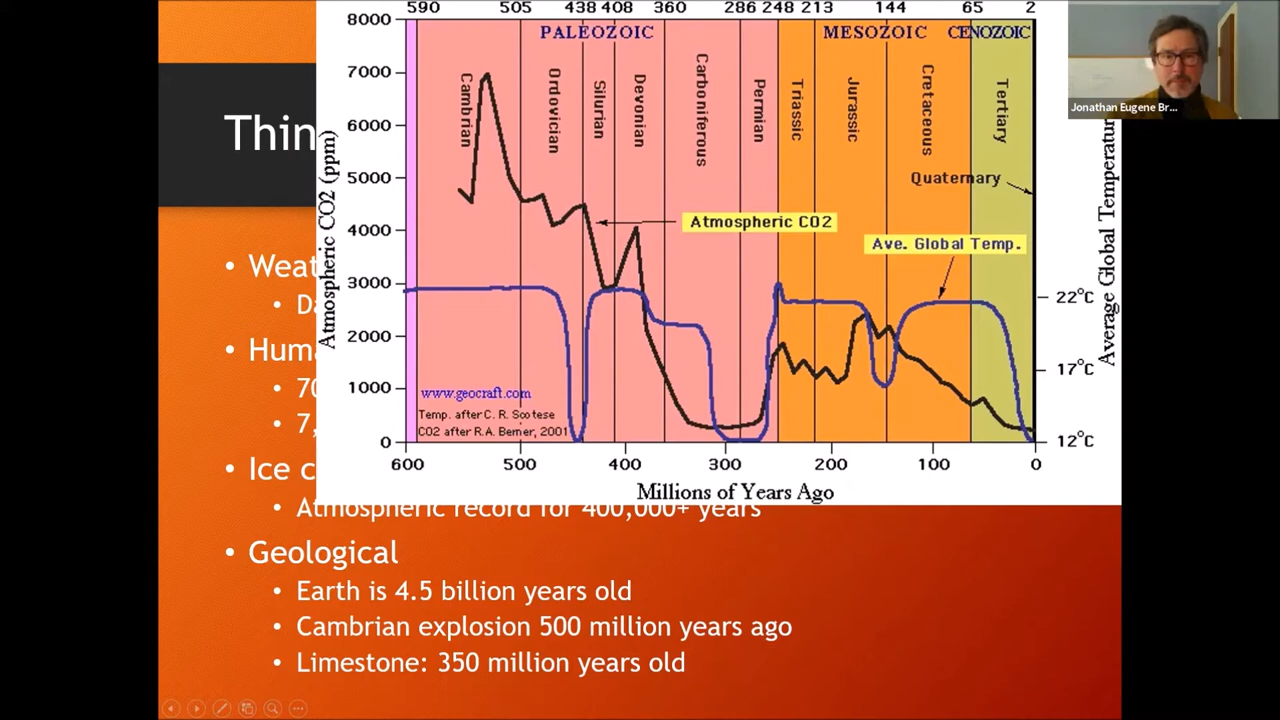 590 505 438 408 360 286 248 213 144 65 2
PALEOZOIC MESOZOIC CENOZOIC
8000
7000
6000
5000
4000
3000
2000
1000
0
Atmospheric CO2 (ppm)
Cambrian
Ordovician
Silurian
Devonian
Carboniferous
Permian
Triassic
Jurassic
Cretaceous
Tertiary
Quaternary
Atmospheric CO2
Ave. Global Temp.
22°C
17°C
12°C
Average Global
www.geocraft.com
Temp. after C. R. Scotese
CO2 after R.A. Berner, 2001
600 500 400 300 200 100 0
Millions of Years Ago
Jonathan Eugene Br...
Thin
• Weat
• Da
• Huma
• 70
• 7,
• Ice c
• Atmospheric record for 400,000+ years
• Geological
• Earth is 4.5 billion years old
• Cambrian explosion 500 million years ago
• Limestone: 350 million years old